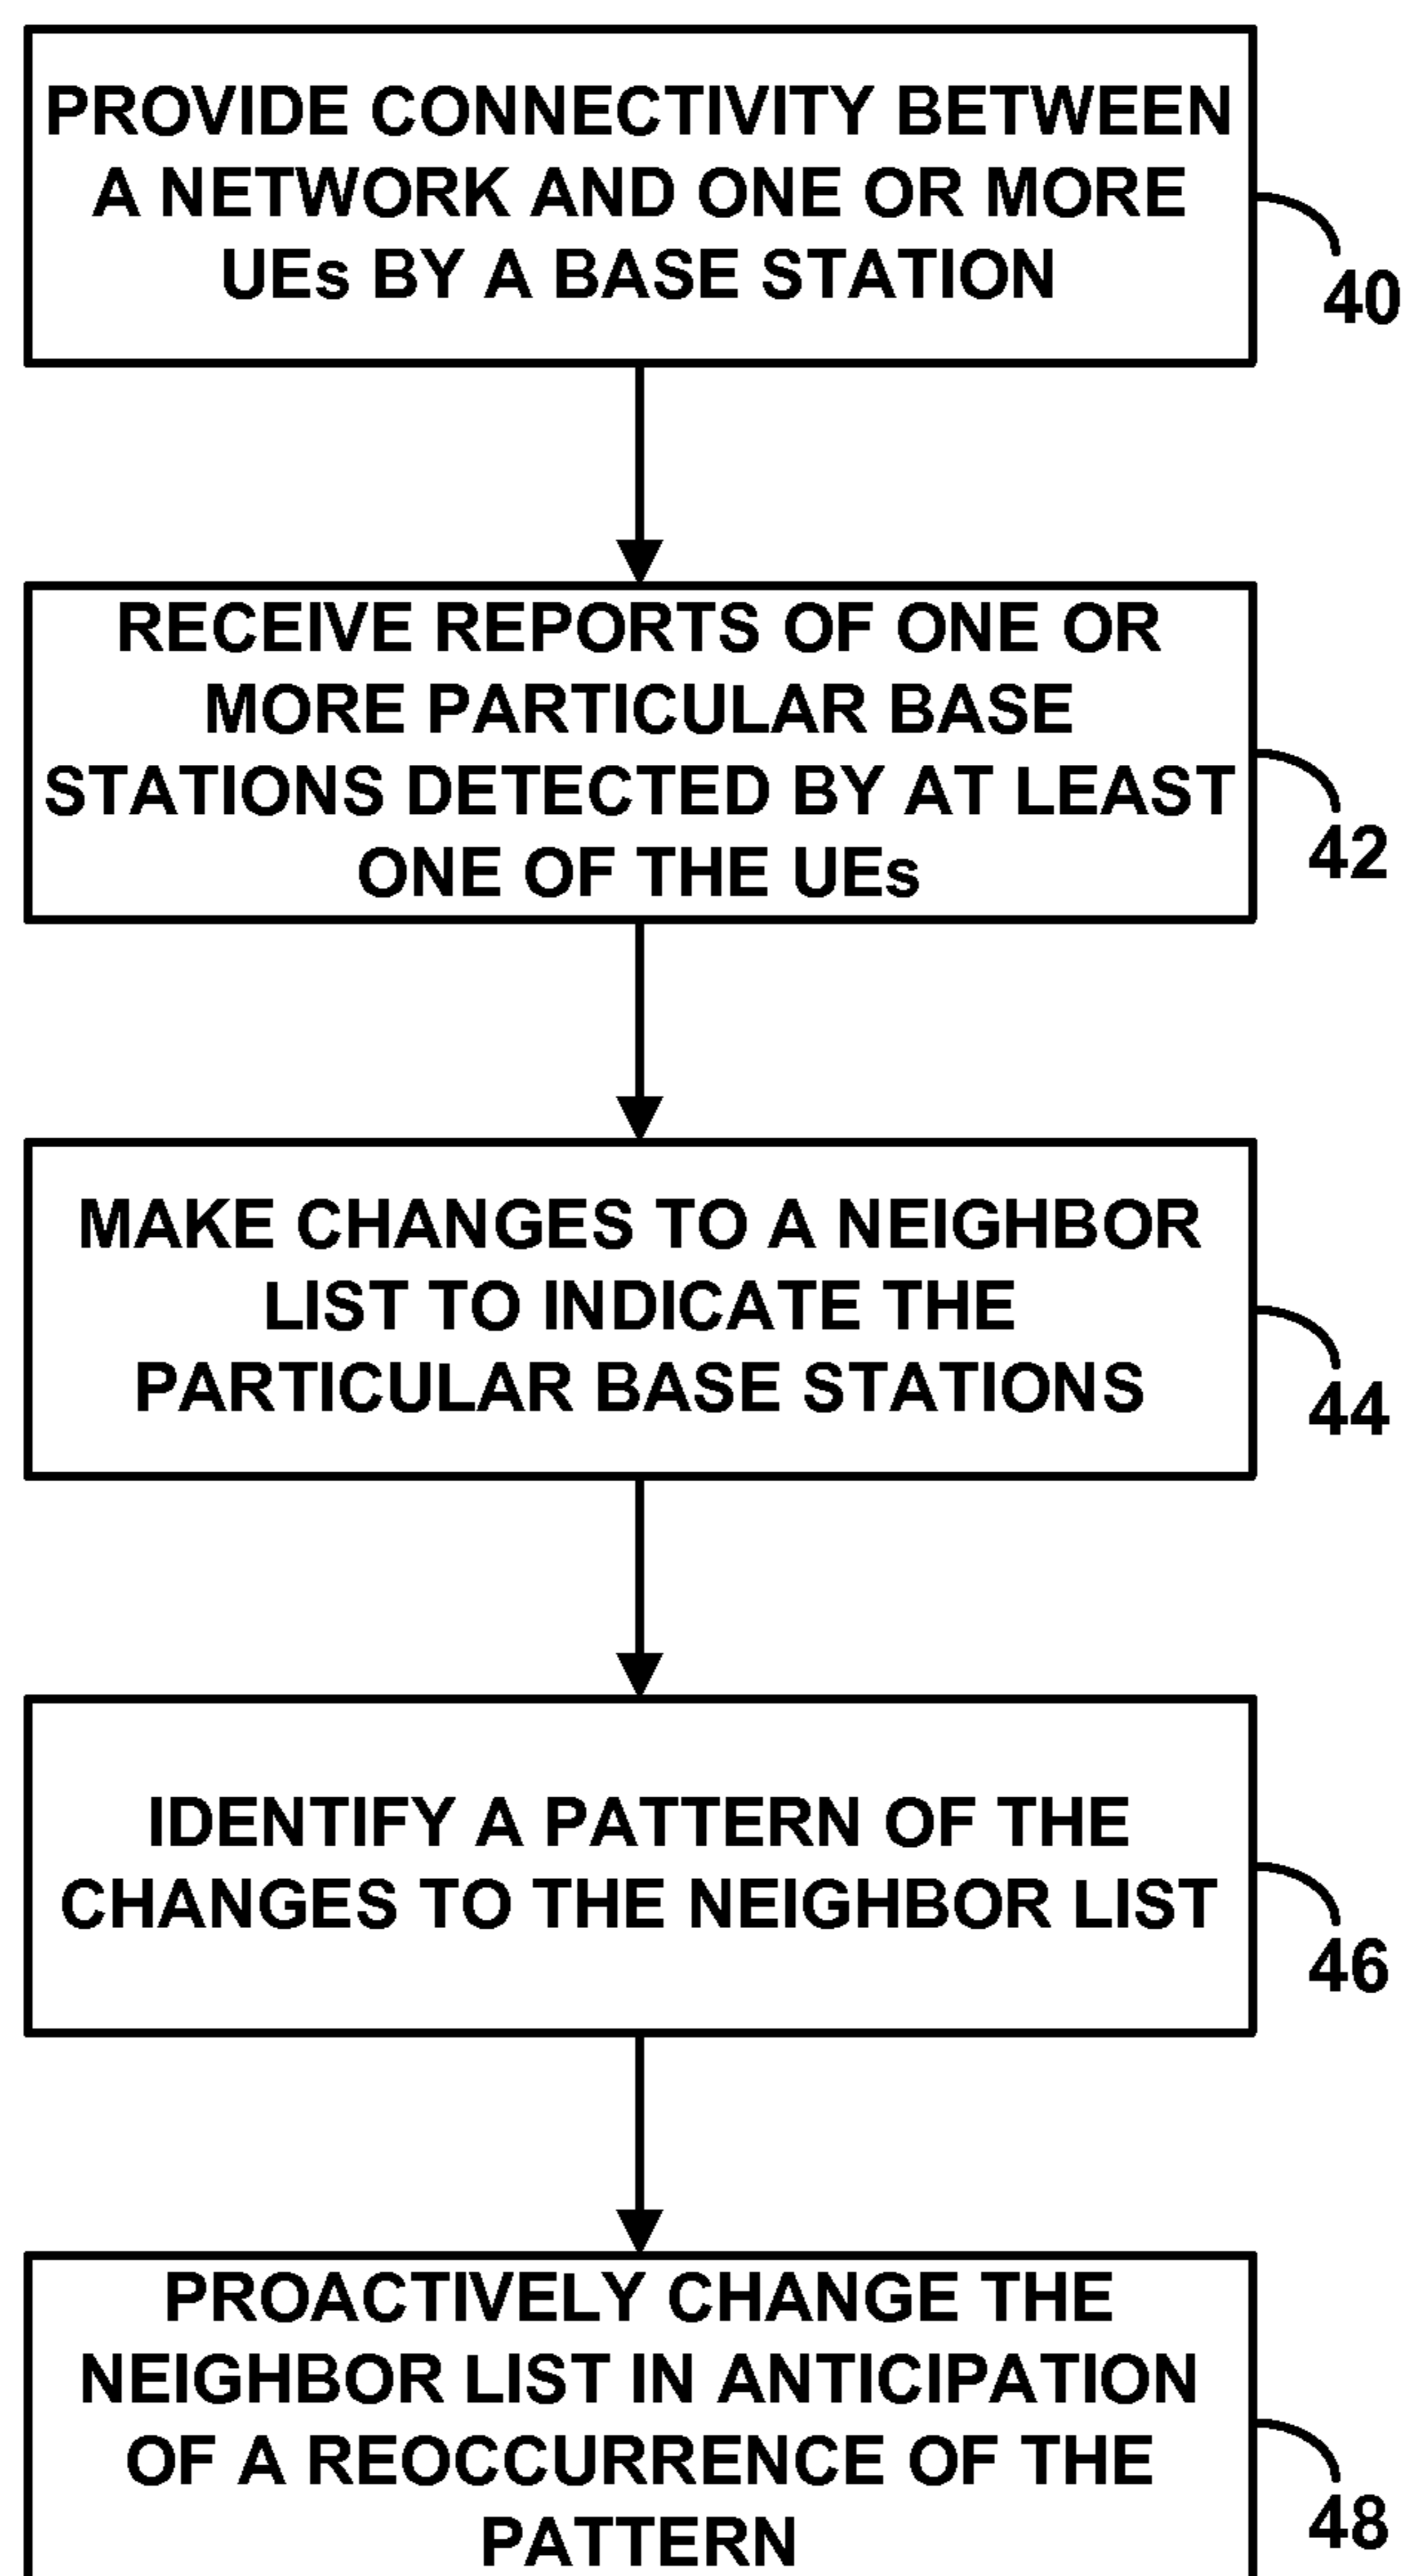 PROVIDE CONNECTIVITY BETWEEN
A NETWORK AND ONE OR MORE
UEs BY A BASE STATION
40
RECEIVE REPORTS OF ONE OR
MORE PARTICULAR BASE
STATIONS DETECTED BY AT LEAST
ONE OF THE UEs
42
MAKE CHANGES TO A NEIGHBOR
LIST TO INDICATE THE
PARTICULAR BASE STATIONS
44
IDENTIFY A PATTERN OF THE
CHANGES TO THE NEIGHBOR LIST
46
PROACTIVELY CHANGE THE
NEIGHBOR LIST IN ANTICIPATION
OF A REOCCURRENCE OF THE
PATTERN
48